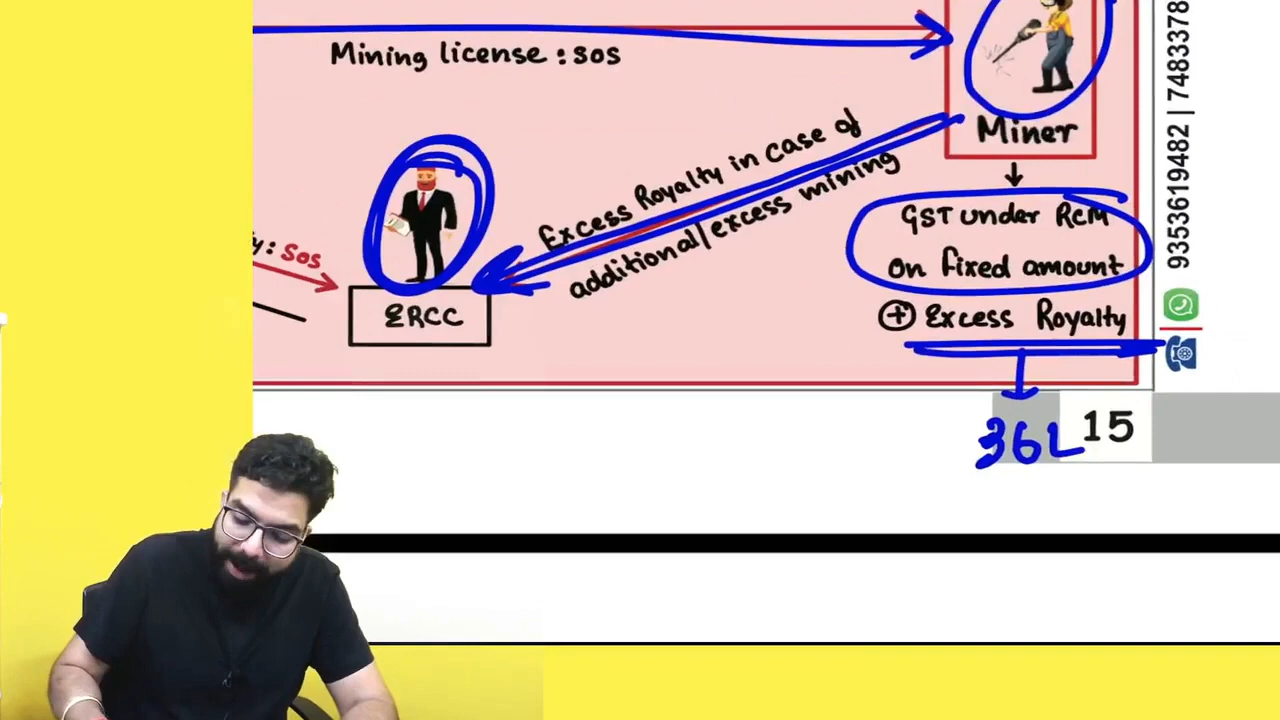 Mining license : SOS
Miner
Excess Royalty in case of
additional/excess mining
y: SOS
ERCC
GST under RCM
on fixed amount
+ Excess Royalty
36L
15
9353619482 | 74833378